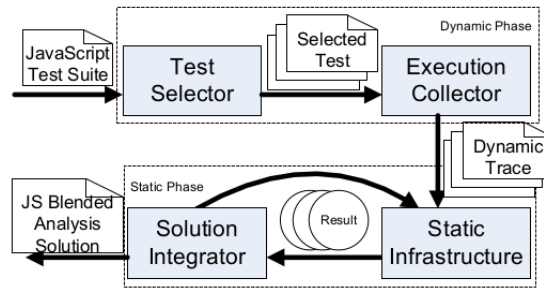 Dynamic Phase
JavaScript
Test Suite
Test
Selector
Selected
Test
Execution
Collector
Dynamic
Trace
Static Phase
JS Blended
Analysis
Solution
Solution
Integrator
Result
Static
Infrastructure